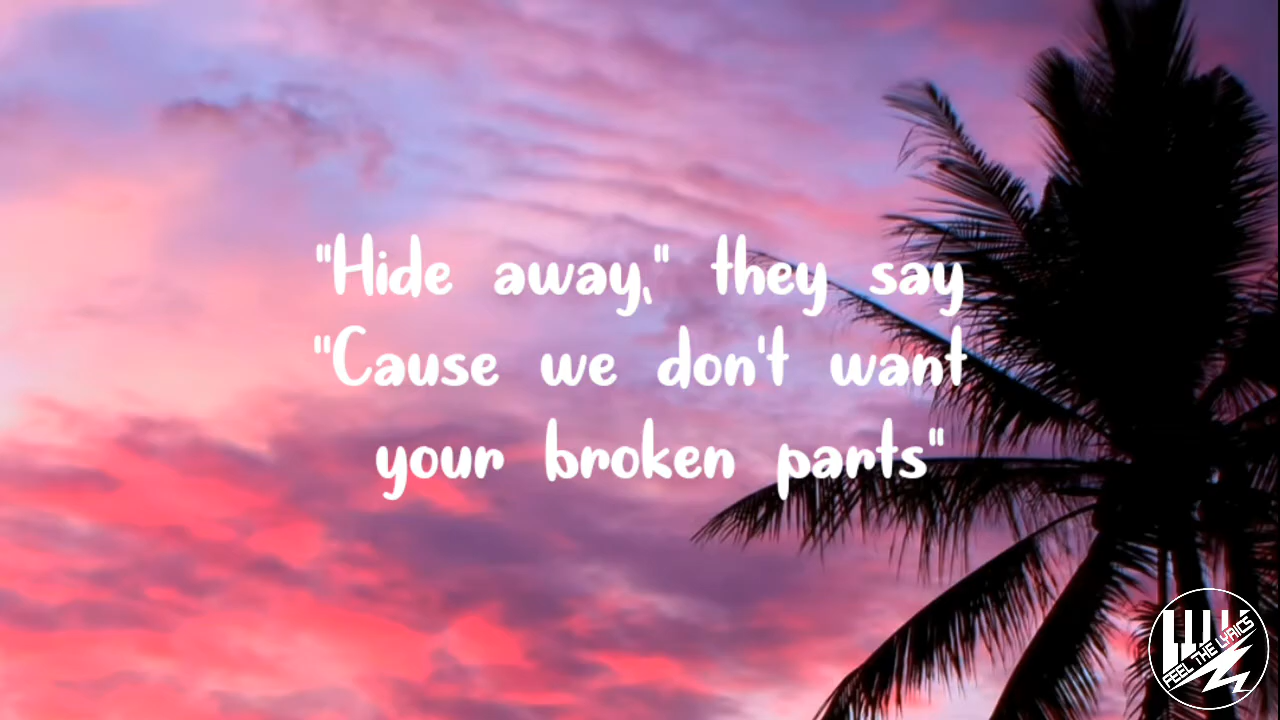 "Hide away," they say
"Cause we don't want
your broken parts"
FEEL THE LYRICS